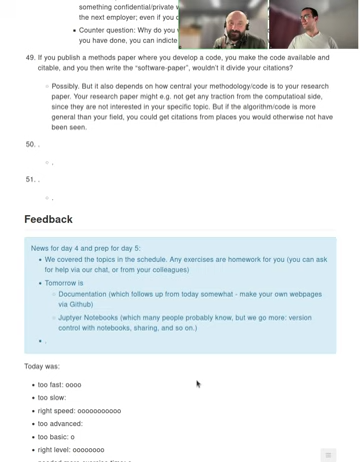 something confidential/private
the next employer; even if you
Counter question: Why do you
you have done, you can indicte
49. If you publish a methods paper where you develop a code, you make the code available and
citable, and you then write the “software-paper”, wouldn't it divide your citations?
Possibly. But it also depends on how central your methodology/code is to your research
paper. Your research paper might e.g. not get any traction from the computatioal side,
since they are not interested in your specific topic. But if the algorithm/code is more
general than your field, you could get citations from places you would otherwise not have
been seen.
50. .
.
51. .
.
Feedback
News for day 4 and prep for day 5:
We covered the topics in the schedule. Any exercises are homework for you (you can ask
for help via our chat, or from your colleagues)
Tomorrow is
Documentation (which follows up from today somewhat - make your own webpages
via Github)
Juptyer Notebooks (which many people probably know, but we go more: version
control with notebooks, sharing, and so on.)
.
Today was:
too fast: oooo
too slow:
right speed: ooooooooooo
too advanced:
too basic: o
right level: oooooooo